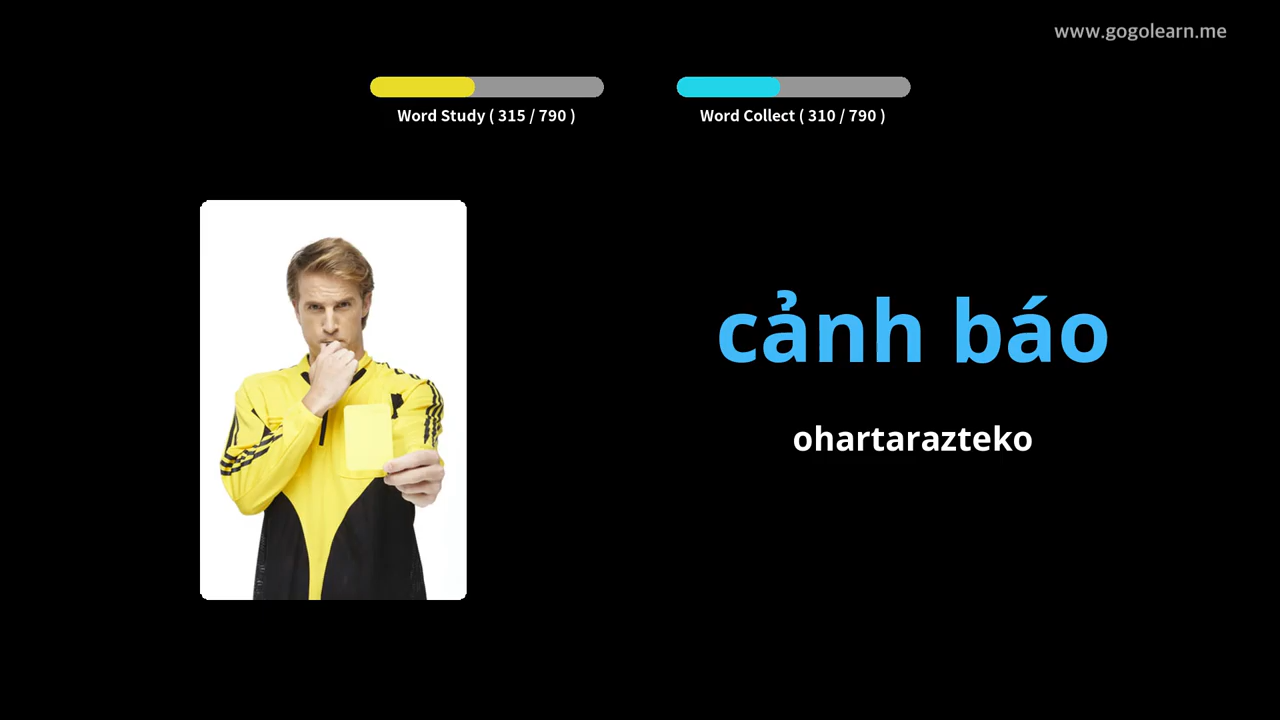 www.gogolearn.me
Word Study ( 315 / 790 )
Word Collect ( 310 / 790 )
cảnh báo
ohartarazteko